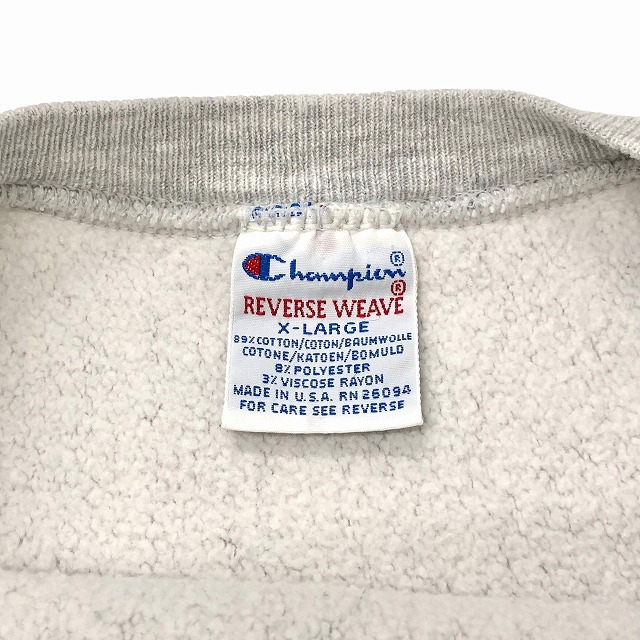 Champion®
REVERSE WEAVE®
X-LARGE
89% COTTON/COTON/BAUMWOLLE
COTONE/KATOEN/BOMULD
8% POLYESTER
3% VISCOSE RAYON
MADE IN U.S.A. RN 26094
FOR CARE SEE REVERSE